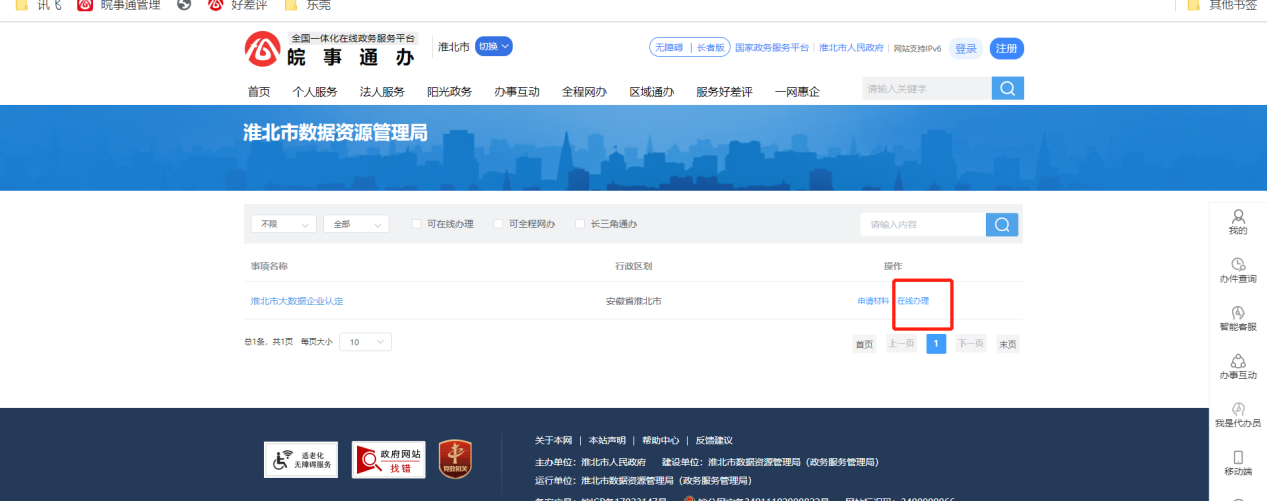 讯飞 皖事通管理 好差评 东莞 其他书签
全国一体化在线政务服务平台
皖事通办
淮北市 切换
无障碍 | 长者版 国家政务服务平台 | 淮北市人民政府 | 网站支持IPv6 登录 注册
首页 个人服务 法人服务 阳光政务 办事互动 全程网办 区域通办 服务好差评 一网惠企 请输入关键字
淮北市数据资源管理局
不限 全部 可在线办理 可全程网办 长三角通办 请输入内容
事项名称 行政区划 操作
淮北市大数据企业认定 安徽省淮北市 申请材料 在线办理
总1条，共1页 每页大小 10 首页 上一页 1 下一页 末页
我的
办件查询
智能客服
办事互动
我是代办员
移动端
适老化
无障碍服务
政府网站
找错
党政机关
关于本网 | 本站声明 | 帮助中心 | 反馈建议
主办单位：淮北市人民政府 建设单位：淮北市数据资源管理局（政务服务管理局）
运行单位：淮北市数据资源管理局（政务服务管理局）